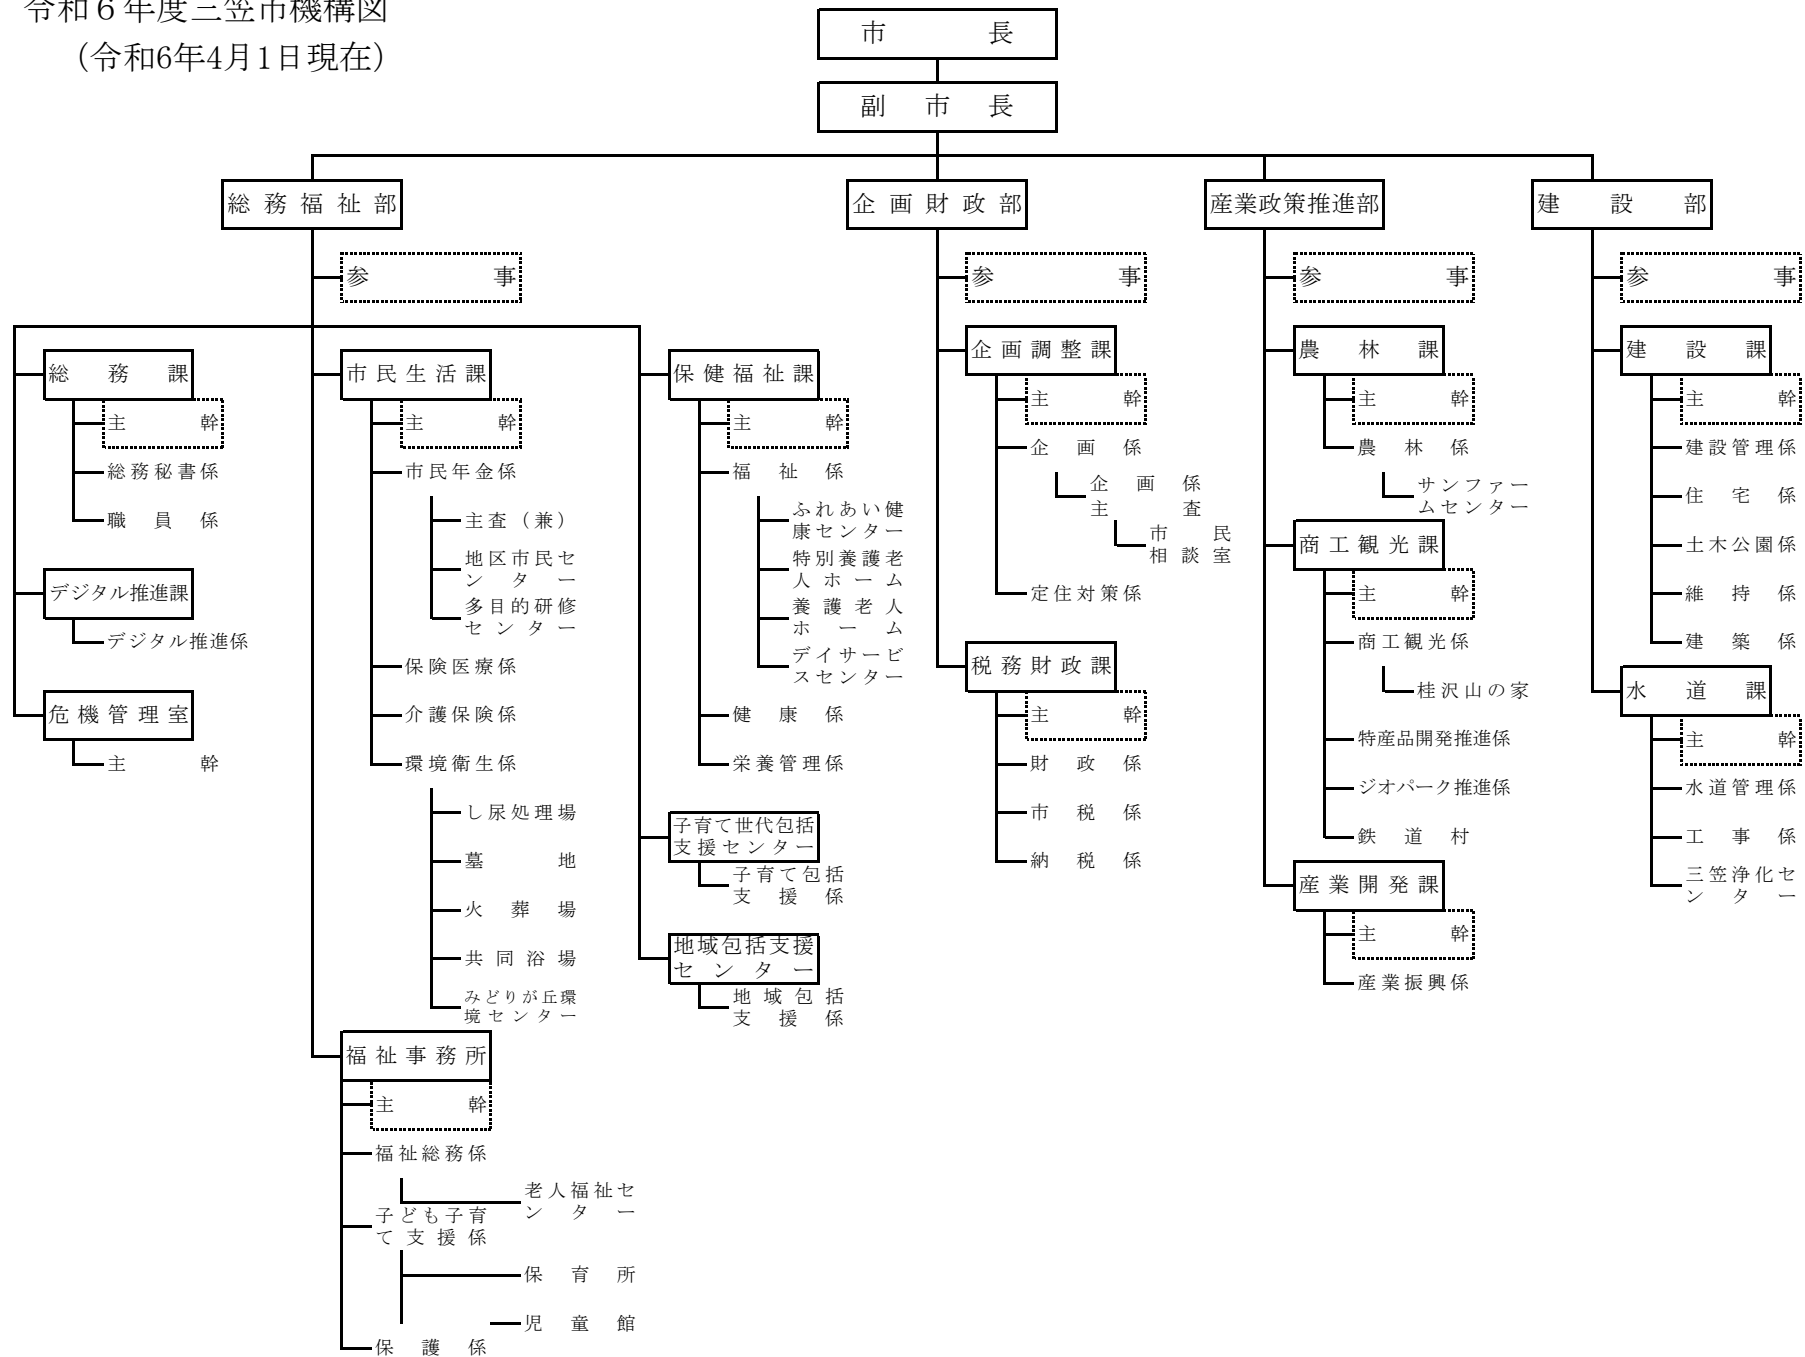 令和６年度三笠市機構図
（令和6年4月1日現在）
市長
副市長
総務福祉部
参事
総務課
主幹
総務秘書係
職員係
デジタル推進課
デジタル推進係
危機管理室
主幹
市民生活課
主幹
市民年金係
主査（兼）
地区市民セ
ンター
多目的研修
センター
保険医療係
介護保険係
環境衛生係
し尿処理場
墓地
火葬場
共同浴場
みどりが丘環
境センター
福祉事務所
主幹
福祉総務係
老人福祉セ
ンター
子ども子育
て支援係
保育所
児童館
保護係
保健福祉課
主幹
福祉係
ふれあい健
康センター
特別養護老
人ホーム
養護老人
ホーム
デイサービ
スセンター
健康係
栄養管理係
子育て世代包括
支援センター
子育て包括
支援係
地域包括支援
センター
地域包括
支援係
企画財政部
参事
企画調整課
主幹
企画係
企画係
主査
市民
相談室
定住対策係
税務財政課
主幹
財政係
市税係
納税係
産業政策推進部
参事
農林課
主幹
農林係
サンファー
ムセンター
商工観光課
主幹
商工観光係
桂沢山の家
特産品開発推進係
ジオパーク推進係
鉄道村
産業開発課
主幹
産業振興係
建設部
参事
建設課
主幹
建設管理係
住宅係
土木公園係
維持係
建築係
水道課
主幹
水道管理係
工事係
三笠浄化セ
ンター